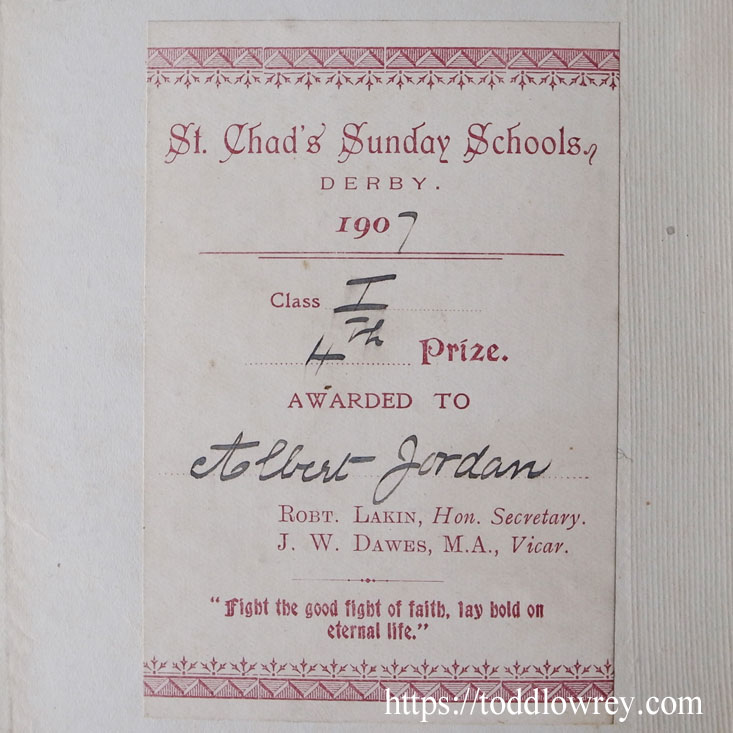 St. Chad's Sunday Schools,
DERBY.
1907
Class I
4th Prize.
AWARDED TO
Albert Jordan
ROBT. LAKIN, Hon. Secretary.
J. W. DAWES, M.A., Vicar.
"Fight the good fight of faith, lay hold on
eternal life."
https://toddlowrey.com/